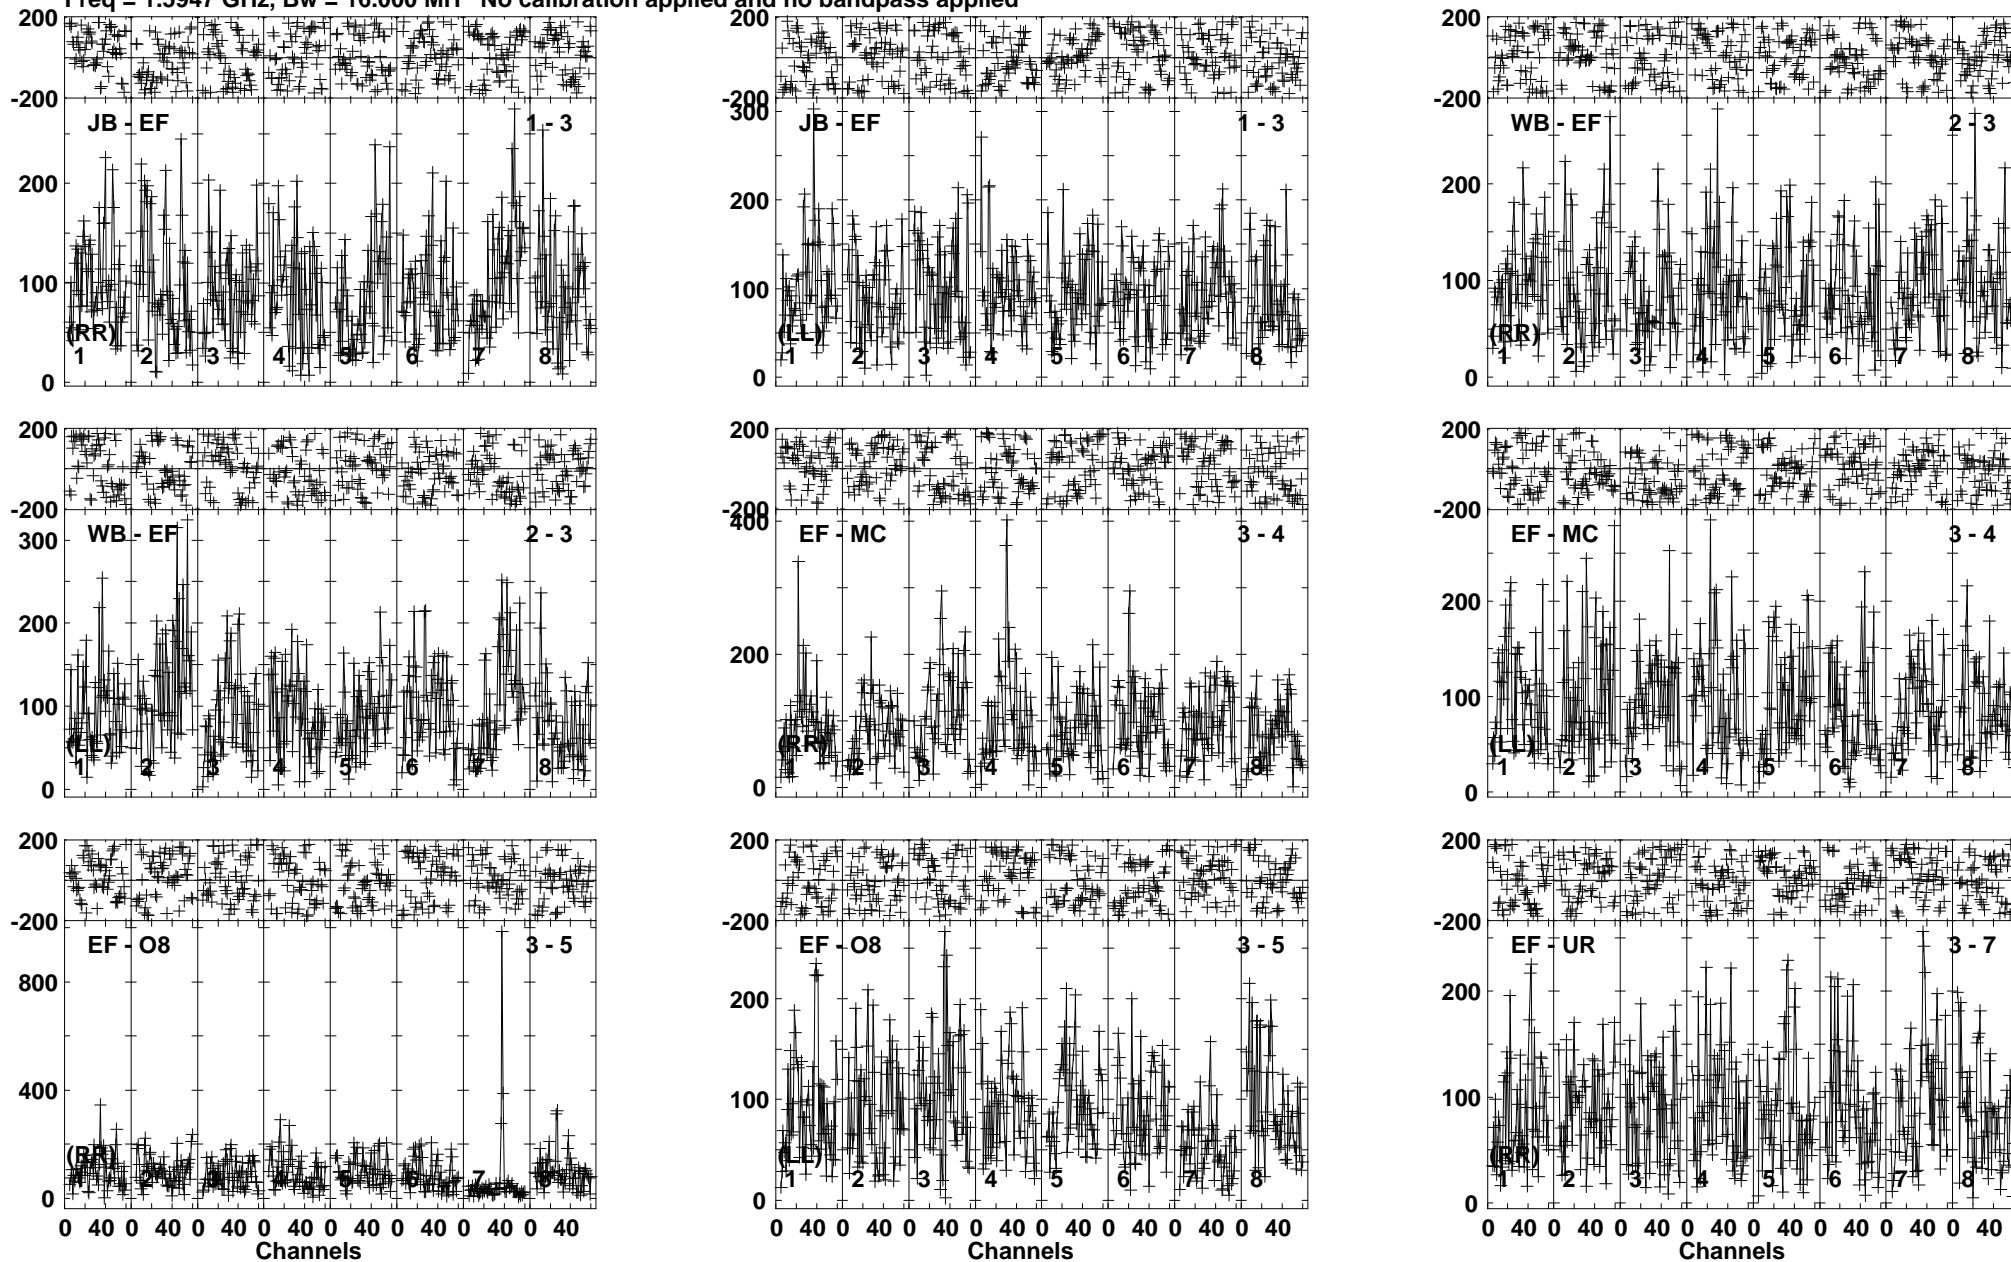 Freq = 1.5947 GHz, Bw = 16.000 MH No calibration applied and no bandpass applied
200 200 200
-200 -200 -200
JB - EF 1 - 3 JB - EF 1 - 3 WB - EF 2 - 3
300
200 200 200
100 100 100
(RR) (LL) (RR)
1 2 3 4 5 6 7 8 1 2 3 4 5 6 7 8 1 2 3 4 5 6 7 8
0 0 0
200 200 200
-200 -200 -200
WB - EF 2 - 3 EF - MC 3 - 4 EF - MC 3 - 4
300 400
200 200 200
100 100
(LL) (RR) (LL)
1 2 3 4 5 6 7 8 1 2 3 4 5 6 7 8 1 2 3 4 5 6 7 8
0 0 0
200 200 200
-200 -200 -200
EF - O8 3 - 5 EF - O8 3 - 5 EF - UR 3 - 7
800 200 200
400 100 100
(RR) (LL) (RR)
1 2 3 4 5 6 7 8 1 2 3 4 5 6 7 8 1 2 3 4 5 6 7 8
0 0 0
0 40 0 40 0 40 0 40 0 40 0 40 0 40 0 40 0 40 0 40 0 40 0 40 0 40 0 40 0 40 0 40 0 40 0 40 0 40 0 40 0 40 0 40 0 40 0 40
Channels Channels Channels